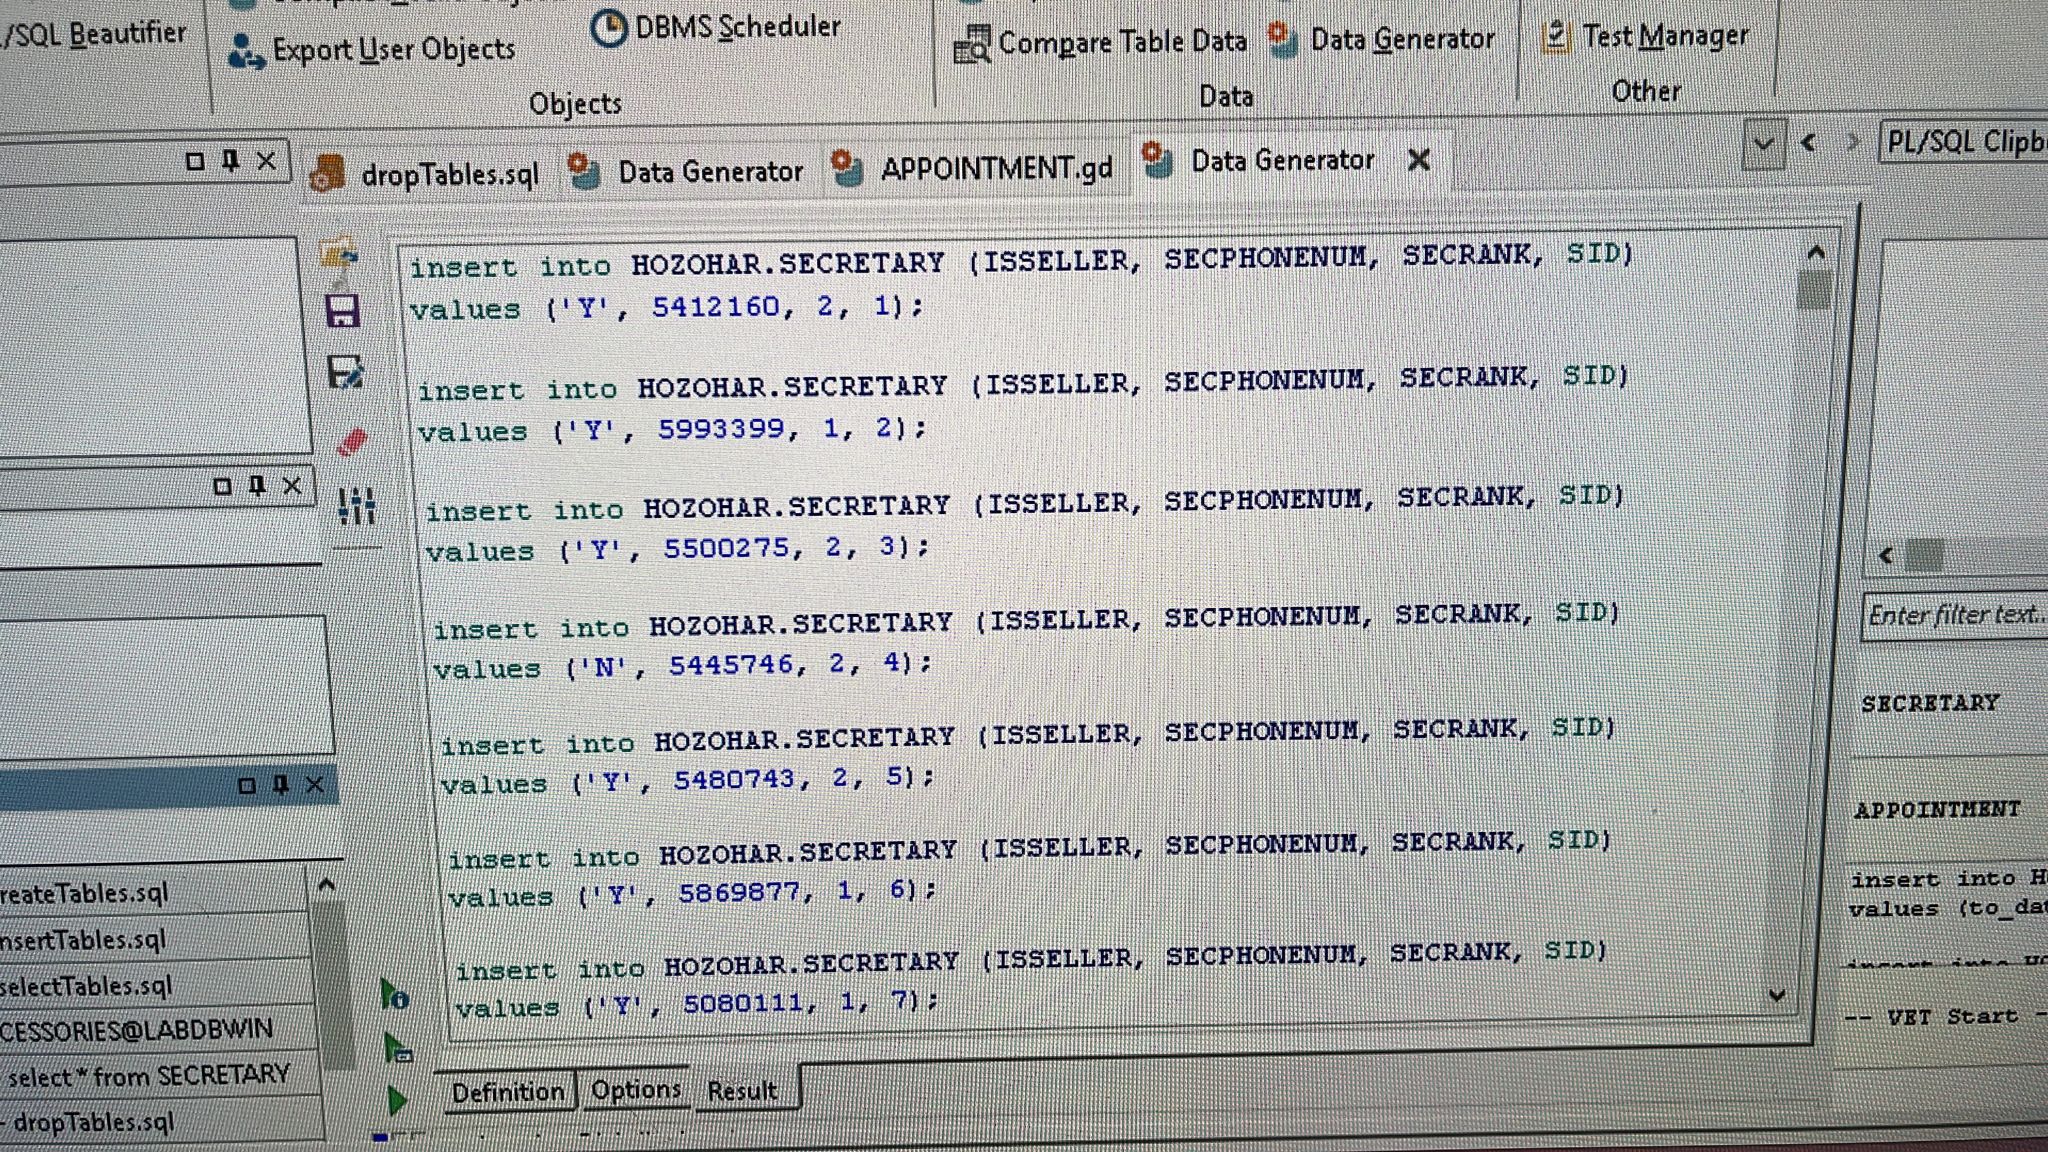 /SQL Beautifier
Export User Objects
DBMS Scheduler
Objects
Compare Table Data
Data Generator
Data
Test Manager
Other
dropTables.sql
Data Generator
APPOINTMENT.gd
Data Generator
PL/SQL Clipb
insert into HOZOHAR.SECRETARY (ISSELLER, SECPHONENUM, SECRANK, SID)
values ('Y', 5412160, 2, 1);
insert into HOZOHAR.SECRETARY (ISSELLER, SECPHONENUM, SECRANK, SID)
values ('Y', 5993399, 1, 2);
insert into HOZOHAR.SECRETARY (ISSELLER, SECPHONENUM, SECRANK, SID)
values ('Y', 5500275, 2, 3);
insert into HOZOHAR.SECRETARY (ISSELLER, SECPHONENUM, SECRANK, SID)
values ('N', 5445746, 2, 4);
insert into HOZOHAR.SECRETARY (ISSELLER, SECPHONENUM, SECRANK, SID)
values ('Y', 5480743, 2, 5);
insert into HOZOHAR.SECRETARY (ISSELLER, SECPHONENUM, SECRANK, SID)
values ('Y', 5869877, 1, 6);
insert into HOZOHAR.SECRETARY (ISSELLER, SECPHONENUM, SECRANK, SID)
values ('Y', 5080111, 1, 7);
Definition
Options
Result
reateTables.sql
nsertTables.sql
selectTables.sql
CESSORIES@LABDBWIN
select * from SECRETARY
- dropTables.sql
Enter filter text..
SECRETARY
APPOINTMENT
insert into H
values (to_dat
-- VET Start -